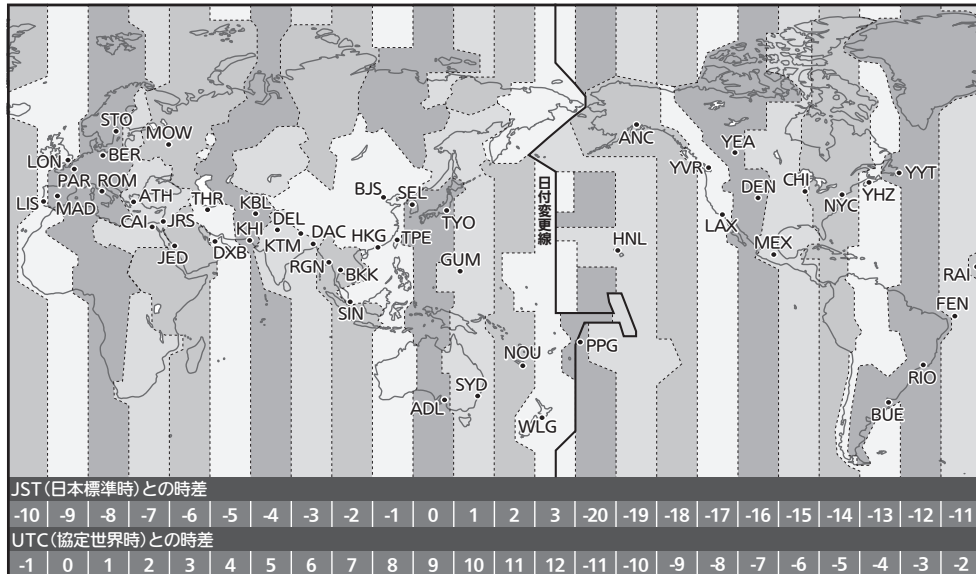 STO
MOW
ANC
YEA
LON
BER
YVR
YYT
PAR
ROM
BJS
SEL
DEN
CHI
LIS
MAD
ATH
THR
KBL
TYO
日付変更線
NYC
YHZ
CAI
JRS
KHI
DEL
DAC
HKG
TPE
LAX
JED
DXB
KTM
GUM
HNL
MEX
RGN
BKK
RAI
SIN
FEN
NOU
PPG
SYD
RIO
ADL
WLG
BUE
JST(日本標準時)との時差
-10 -9 -8 -7 -6 -5 -4 -3 -2 -1 0 1 2 3 -20 -19 -18 -17 -16 -15 -14 -13 -12 -11
UTC(協定世界時)との時差
-1 0 1 2 3 4 5 6 7 8 9 10 11 12 -11 -10 -9 -8 -7 -6 -5 -4 -3 -2